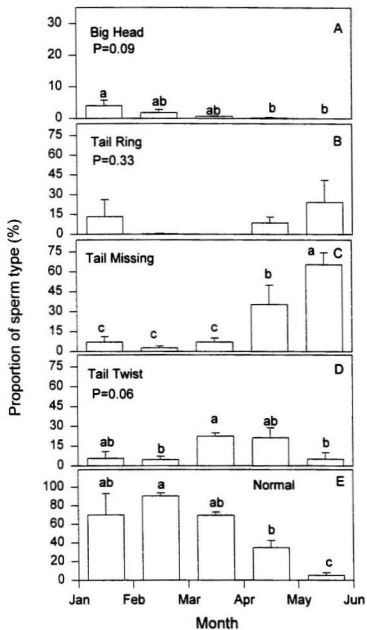 Proportion of sperm type (%)
30
20
10
0
Big Head
P=0.09
A
a
ab
ab
b
b
75
60
45
30
15
0
Tail Ring
P=0.33
B
75
60
45
30
15
0
Tail Missing
C
c
c
c
b
a
75
60
45
30
15
0
Tail Twist
P=0.06
D
ab
b
a
ab
b
100
80
60
40
20
0
Normal
E
ab
a
ab
b
c
Jan Feb Mar Apr May Jun
Month